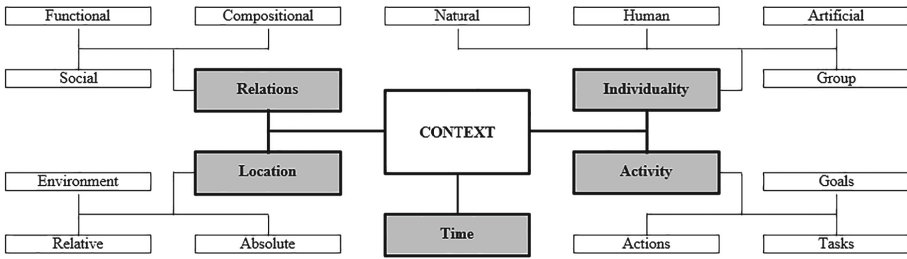 Functional
Compositional
Natural
Human
Artificial
Social
Relations
Individuality
Group
CONTEXT
Environment
Location
Activity
Goals
Relative
Absolute
Time
Actions
Tasks